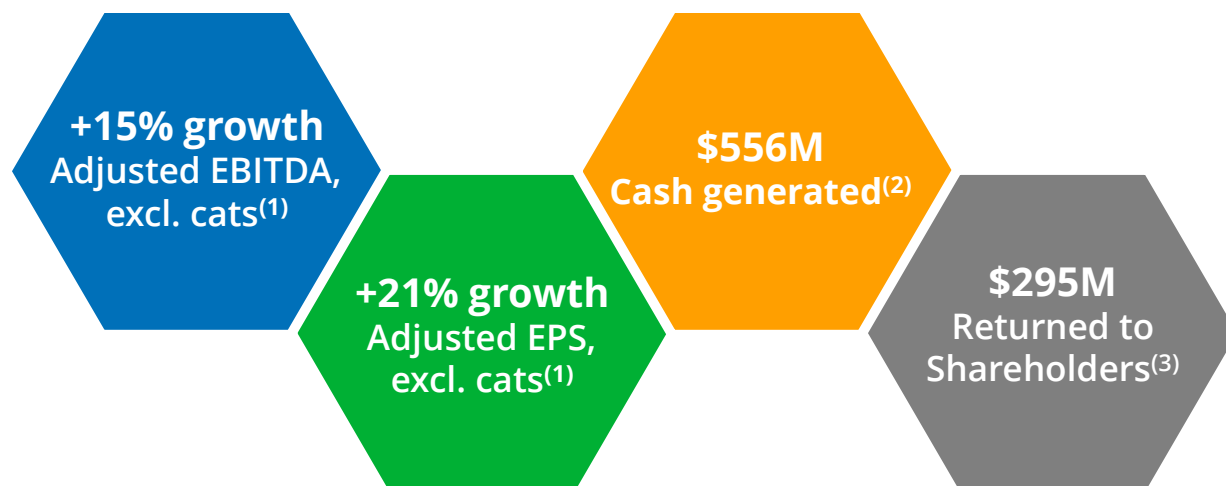 +15% growth
Adjusted EBITDA,
excl. cats(1)
+21% growth
Adjusted EPS,
excl. cats(1)
$556M
Cash generated(2)
$295M
Returned to
Shareholders(3)